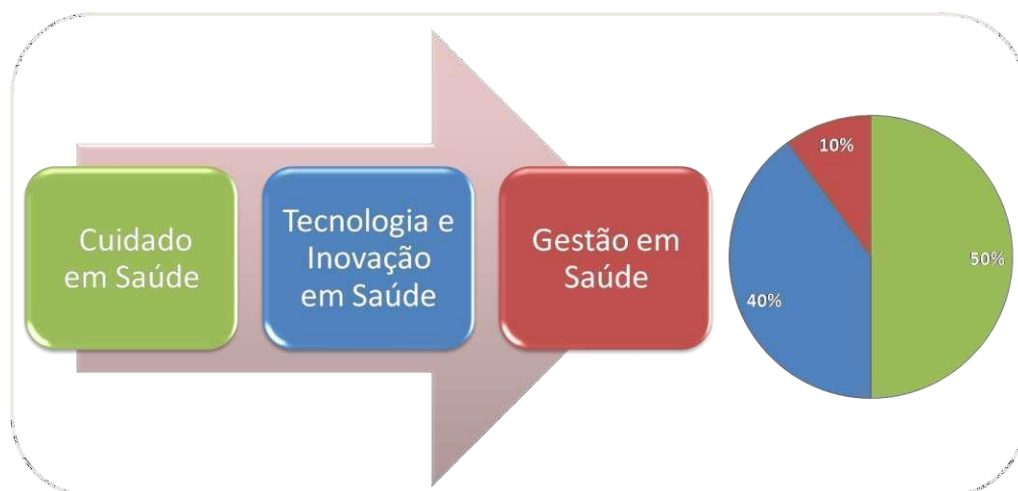 Cuidado
em Saúde
Tecnologia e
Inovação
em Saúde
Gestão em
Saúde
10%
50%
40%